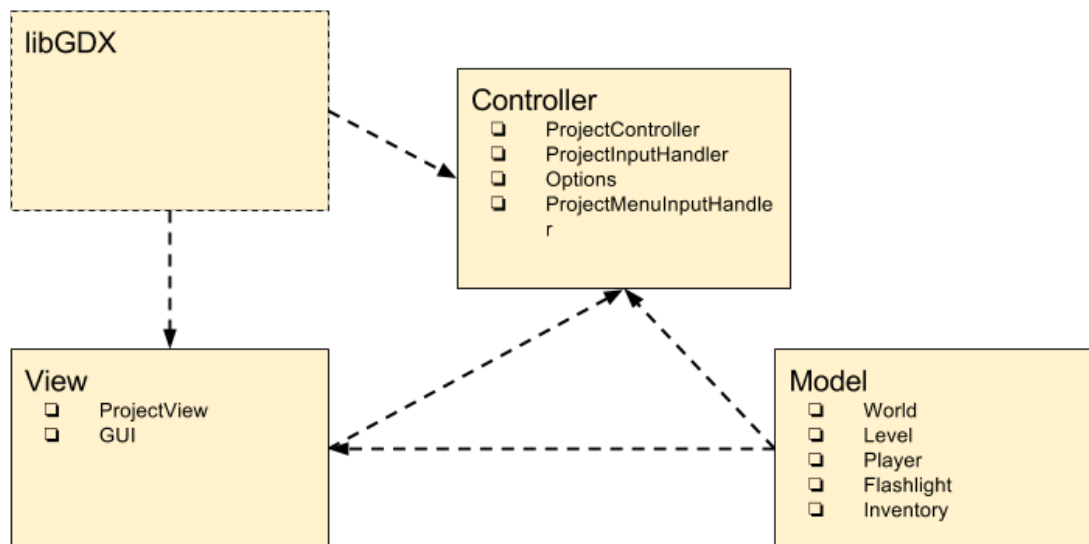 libGDX
Controller
❏ ProjectController
❏ ProjectInputHandler
❏ Options
❏ ProjectMenuInputHandle
r
View
❏ ProjectView
❏ GUI
Model
❏ World
❏ Level
❏ Player
❏ Flashlight
❏ Inventory